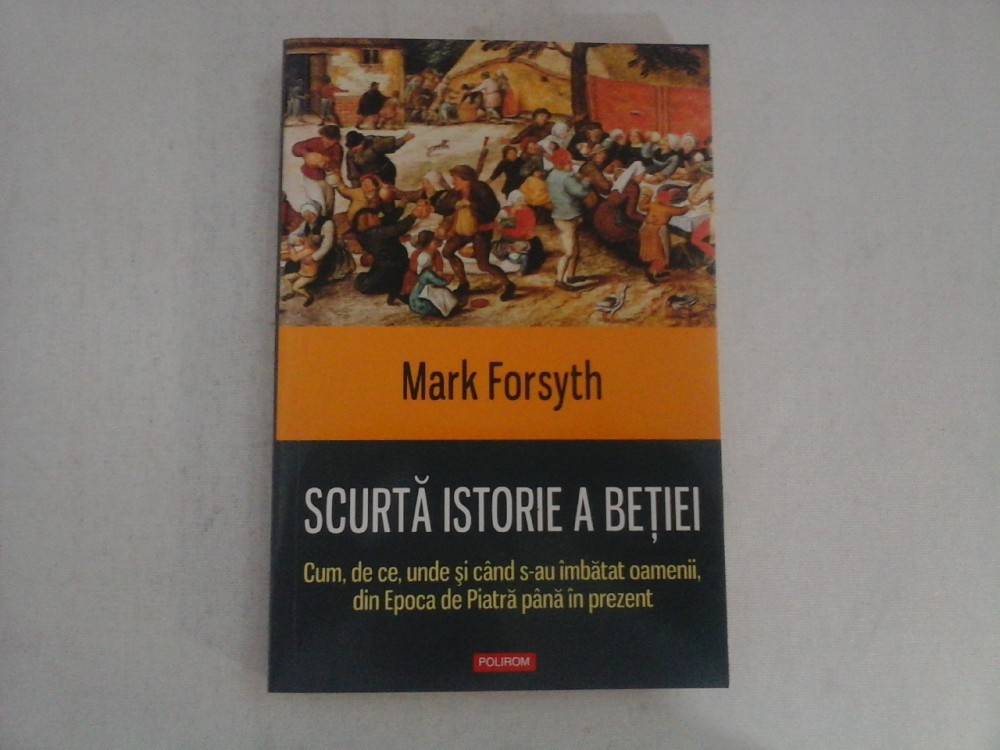 Mark Forsyth
SCURTĂ ISTORIE A BEȚIEI
Cum, de ce, unde și când s-au îmbătat oamenii,
din Epoca de Piatră până în prezent
POLIROM